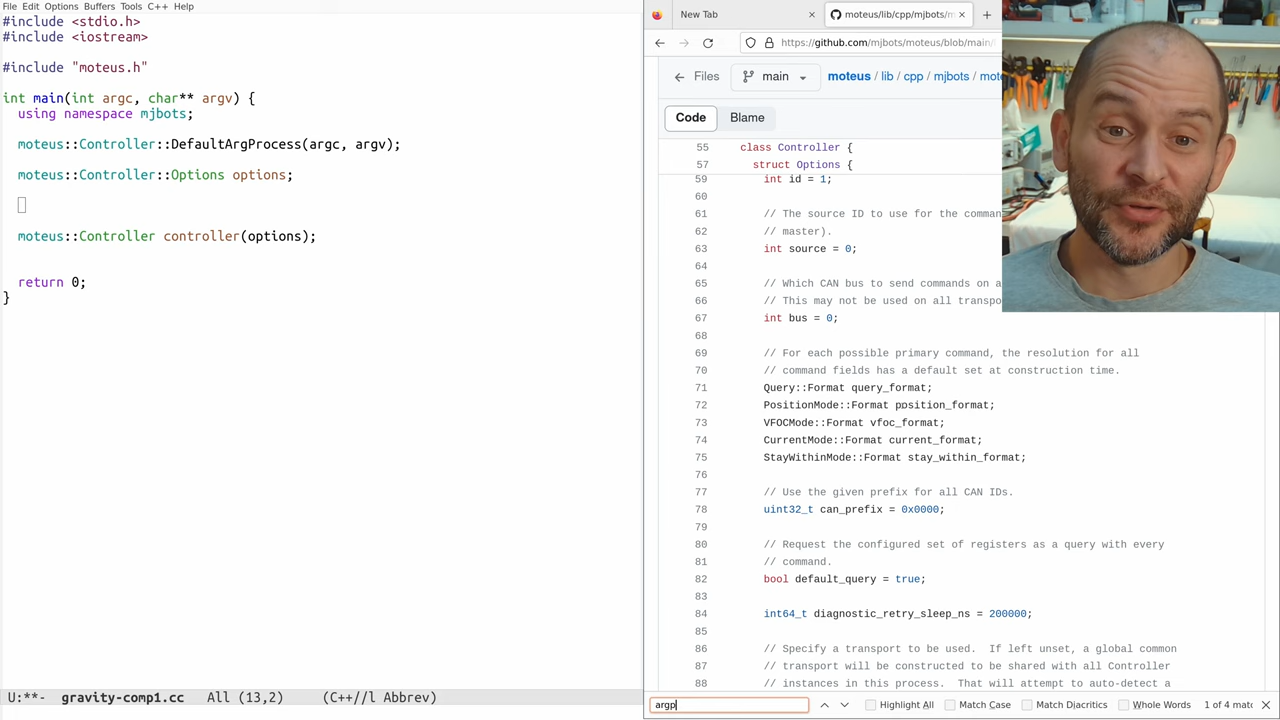 File Edit Options Buffers Tools C++ Help
#include <stdio.h>
#include <iostream>
#include "moteus.h"
int main(int argc, char** argv) {
using namespace mjbots;
moteus::Controller::DefaultArgProcess(argc, argv);
moteus::Controller::Options options;
moteus::Controller controller(options);
return 0;
}
U:**- gravity-comp1.cc All (13,2) (C++//l Abbrev)
New Tab
moteus/lib/cpp/mjbots/m
https://github.com/mjbots/moteus/blob/main/
Files main moteus / lib / cpp / mjbots / mote
Code Blame
55 class Controller {
57 struct Options {
59 int id = 1;
60
61 // The source ID to use for the comman
62 // master).
63 int source = 0;
64
65 // Which CAN bus to send commands on a
66 // This may not be used on all transpo
67 int bus = 0;
68
69 // For each possible primary command, the resolution for all
70 // command fields has a default set at construction time.
71 Query::Format query_format;
72 PositionMode::Format position_format;
73 VFOCMode::Format vfoc_format;
74 CurrentMode::Format current_format;
75 StayWithinMode::Format stay_within_format;
76
77 // Use the given prefix for all CAN IDs.
78 uint32_t can_prefix = 0x0000;
79
80 // Request the configured set of registers as a query with every
81 // command.
82 bool default_query = true;
83
84 int64_t diagnostic_retry_sleep_ns = 200000;
85
86 // Specify a transport to be used.  If left unset, a global common
87 // transport will be constructed to be shared with all Controller
88 // instances in this process.  That will attempt to auto-detect a
argp Highlight All Match Case Match Diacritics Whole Words 1 of 4 matc